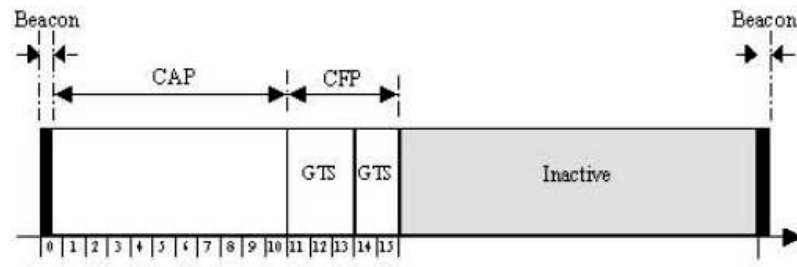 Beacon Beacon
CAP CFP
GTS GTS Inactive
0 1 2 3 4 5 6 7 8 9 10 11 12 13 14 15